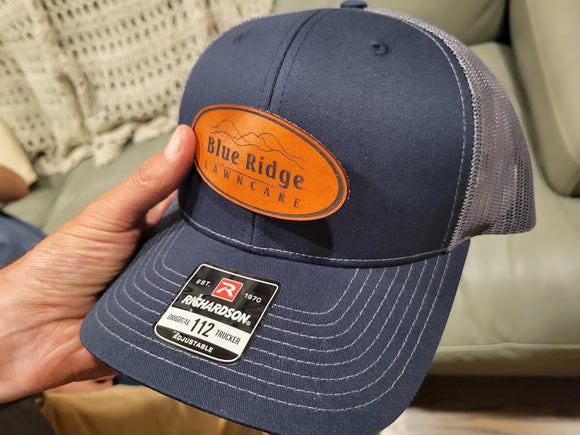 Blue Ridge
LAWNCARE
EST. R 1970
RICHARDSON®
ORIGINAL 112 TRUCKER
ADJUSTABLE